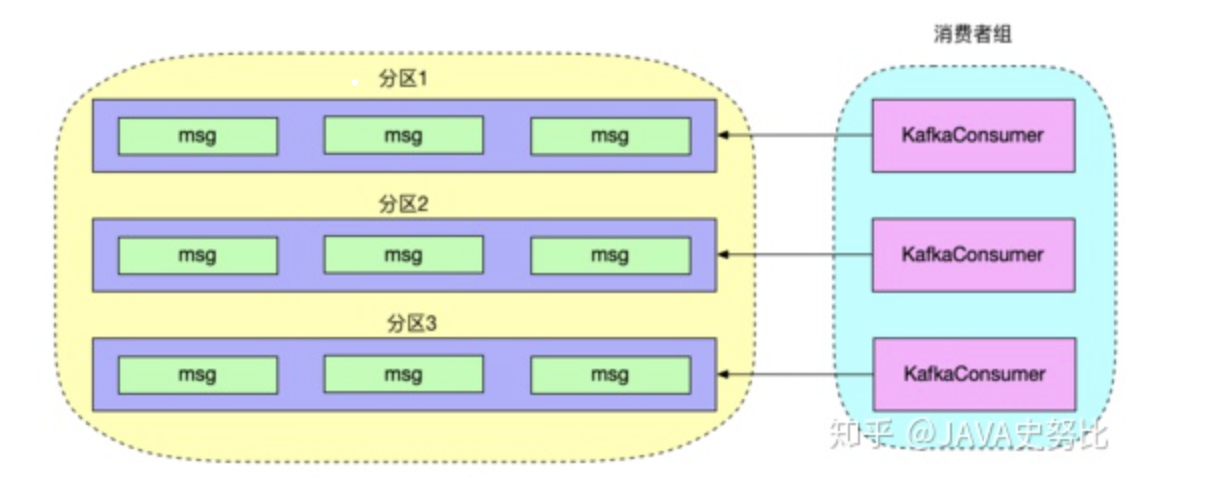 消费者组
分区1
msg msg msg
KafkaConsumer
分区2
msg msg msg
KafkaConsumer
分区3
msg msg msg
KafkaConsumer
知乎 @JAVA史努比